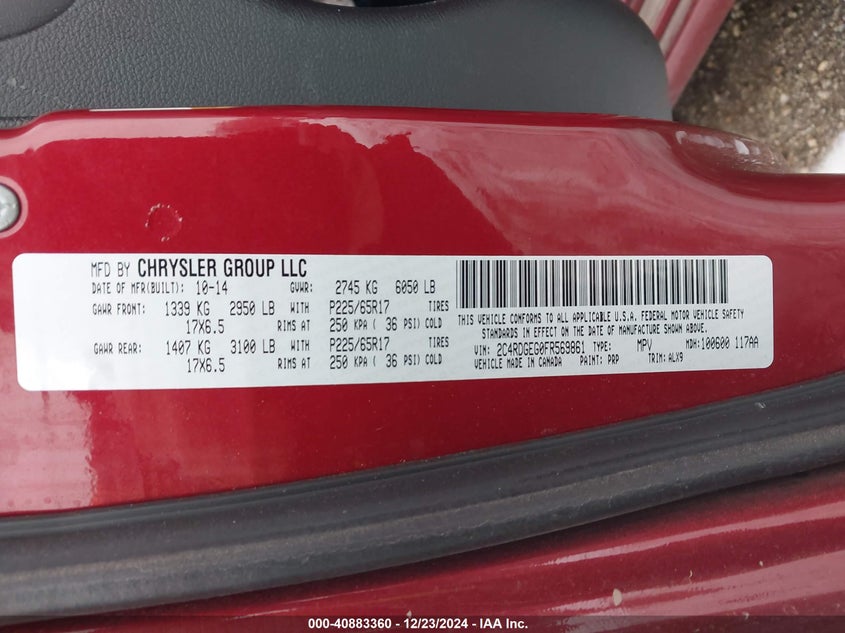 MFD BY CHRYSLER GROUP LLC
DATE OF MFR(BUILT): 10-14 GVWR: 2745 KG 6050 LB
GAWR FRONT: 1339 KG 2950 LB WITH P225/65R17 TIRES
17X6.5 RIMS AT 250 KPA ( 36 PSI) COLD
GAWR REAR: 1407 KG 3100 LB WITH P225/65R17 TIRES
17X6.5 RIMS AT 250 KPA ( 36 PSI) COLD
THIS VEHICLE CONFORMS TO ALL APPLICABLE U.S.A. FEDERAL MOTOR VEHICLE SAFETY
STANDARDS IN EFFECT ON THE DATE OF MANUFACTURE SHOWN ABOVE.
VIN: 2C4RDGEG0FR569861 TYPE: MPV MDH: 100600 117AA
VEHICLE MADE IN CANADA PAINT: PRP TRIM: ALX9
000-40883360 - 12/23/2024 - IAA Inc.